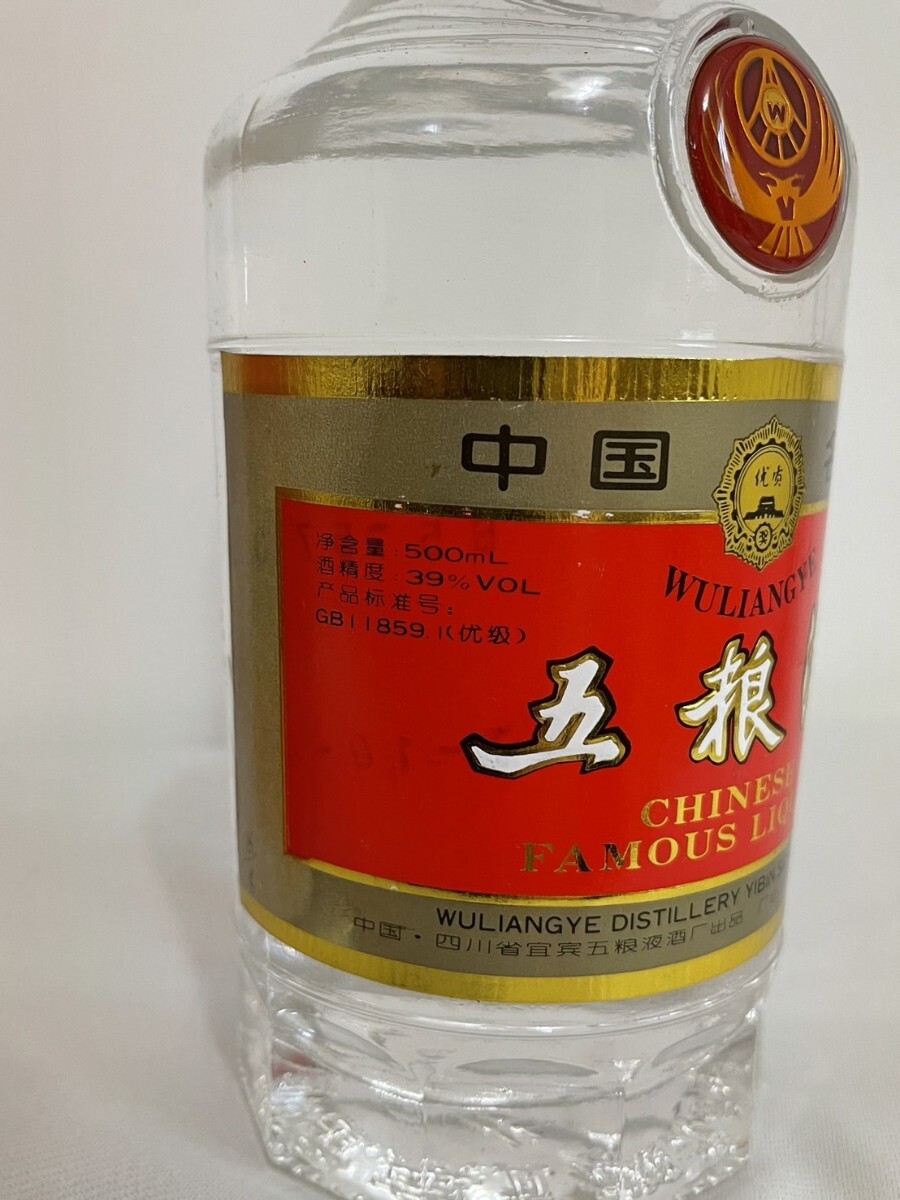 W
中国
优质
净含量:500mL
酒精度:39%VOL
产品标准号:
GB11859.1(优级)
WULIANGYE
五粮
CHINES
FAMOUS LIQ
WULIANGYE DISTILLERY YIBIN
中国·四川省宜宾五粮液酒厂出品